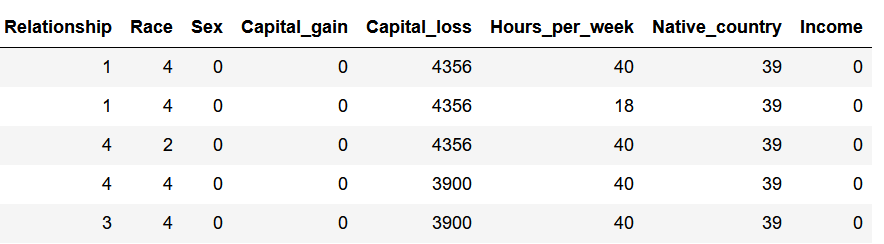 Relationship Race Sex Capital_gain Capital_loss Hours_per_week Native_country Income
1 4 0 0 4356 40 39 0
1 4 0 0 4356 18 39 0
4 2 0 0 4356 40 39 0
4 4 0 0 3900 40 39 0
3 4 0 0 3900 40 39 0